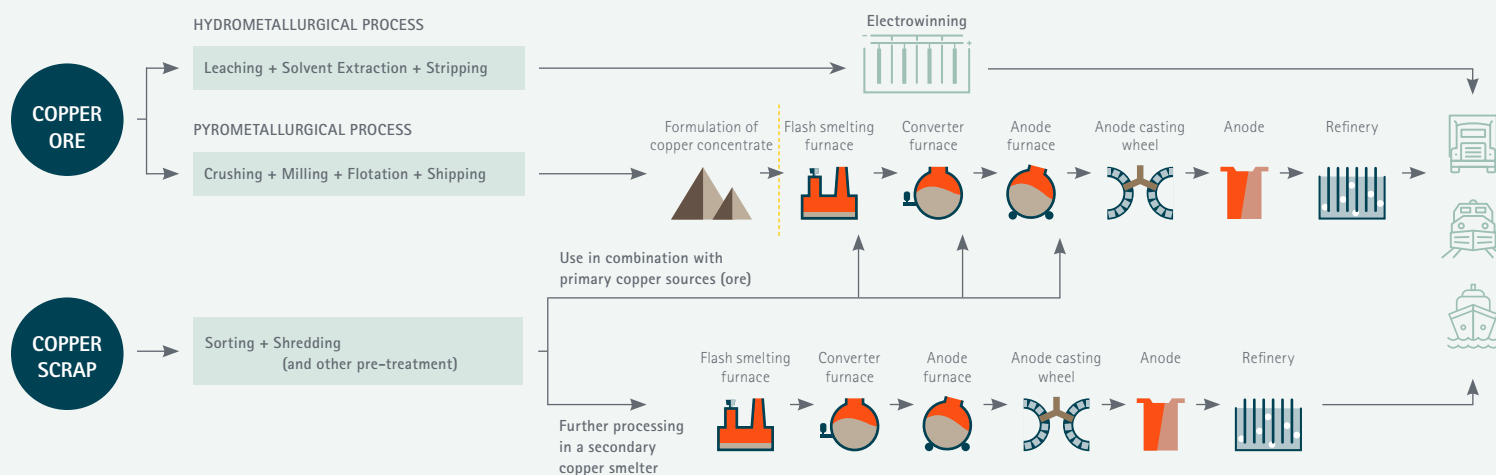 HYDROMETALLURGICAL PROCESS
Electrowinning
- +
Leaching + Solvent Extraction + Stripping
COPPER
ORE
PYROMETALLURGICAL PROCESS
Crushing + Milling + Flotation + Shipping
Formulation of
copper concentrate
Flash smelting
furnace
Converter
furnace
Anode
furnace
Anode casting
wheel
Anode
Refinery
Use in combination with
primary copper sources (ore)
COPPER
SCRAP
Sorting + Shredding
(and other pre-treatment)
Flash smelting
furnace
Converter
furnace
Anode
furnace
Anode casting
wheel
Anode
Refinery
Further processing
in a secondary
copper smelter